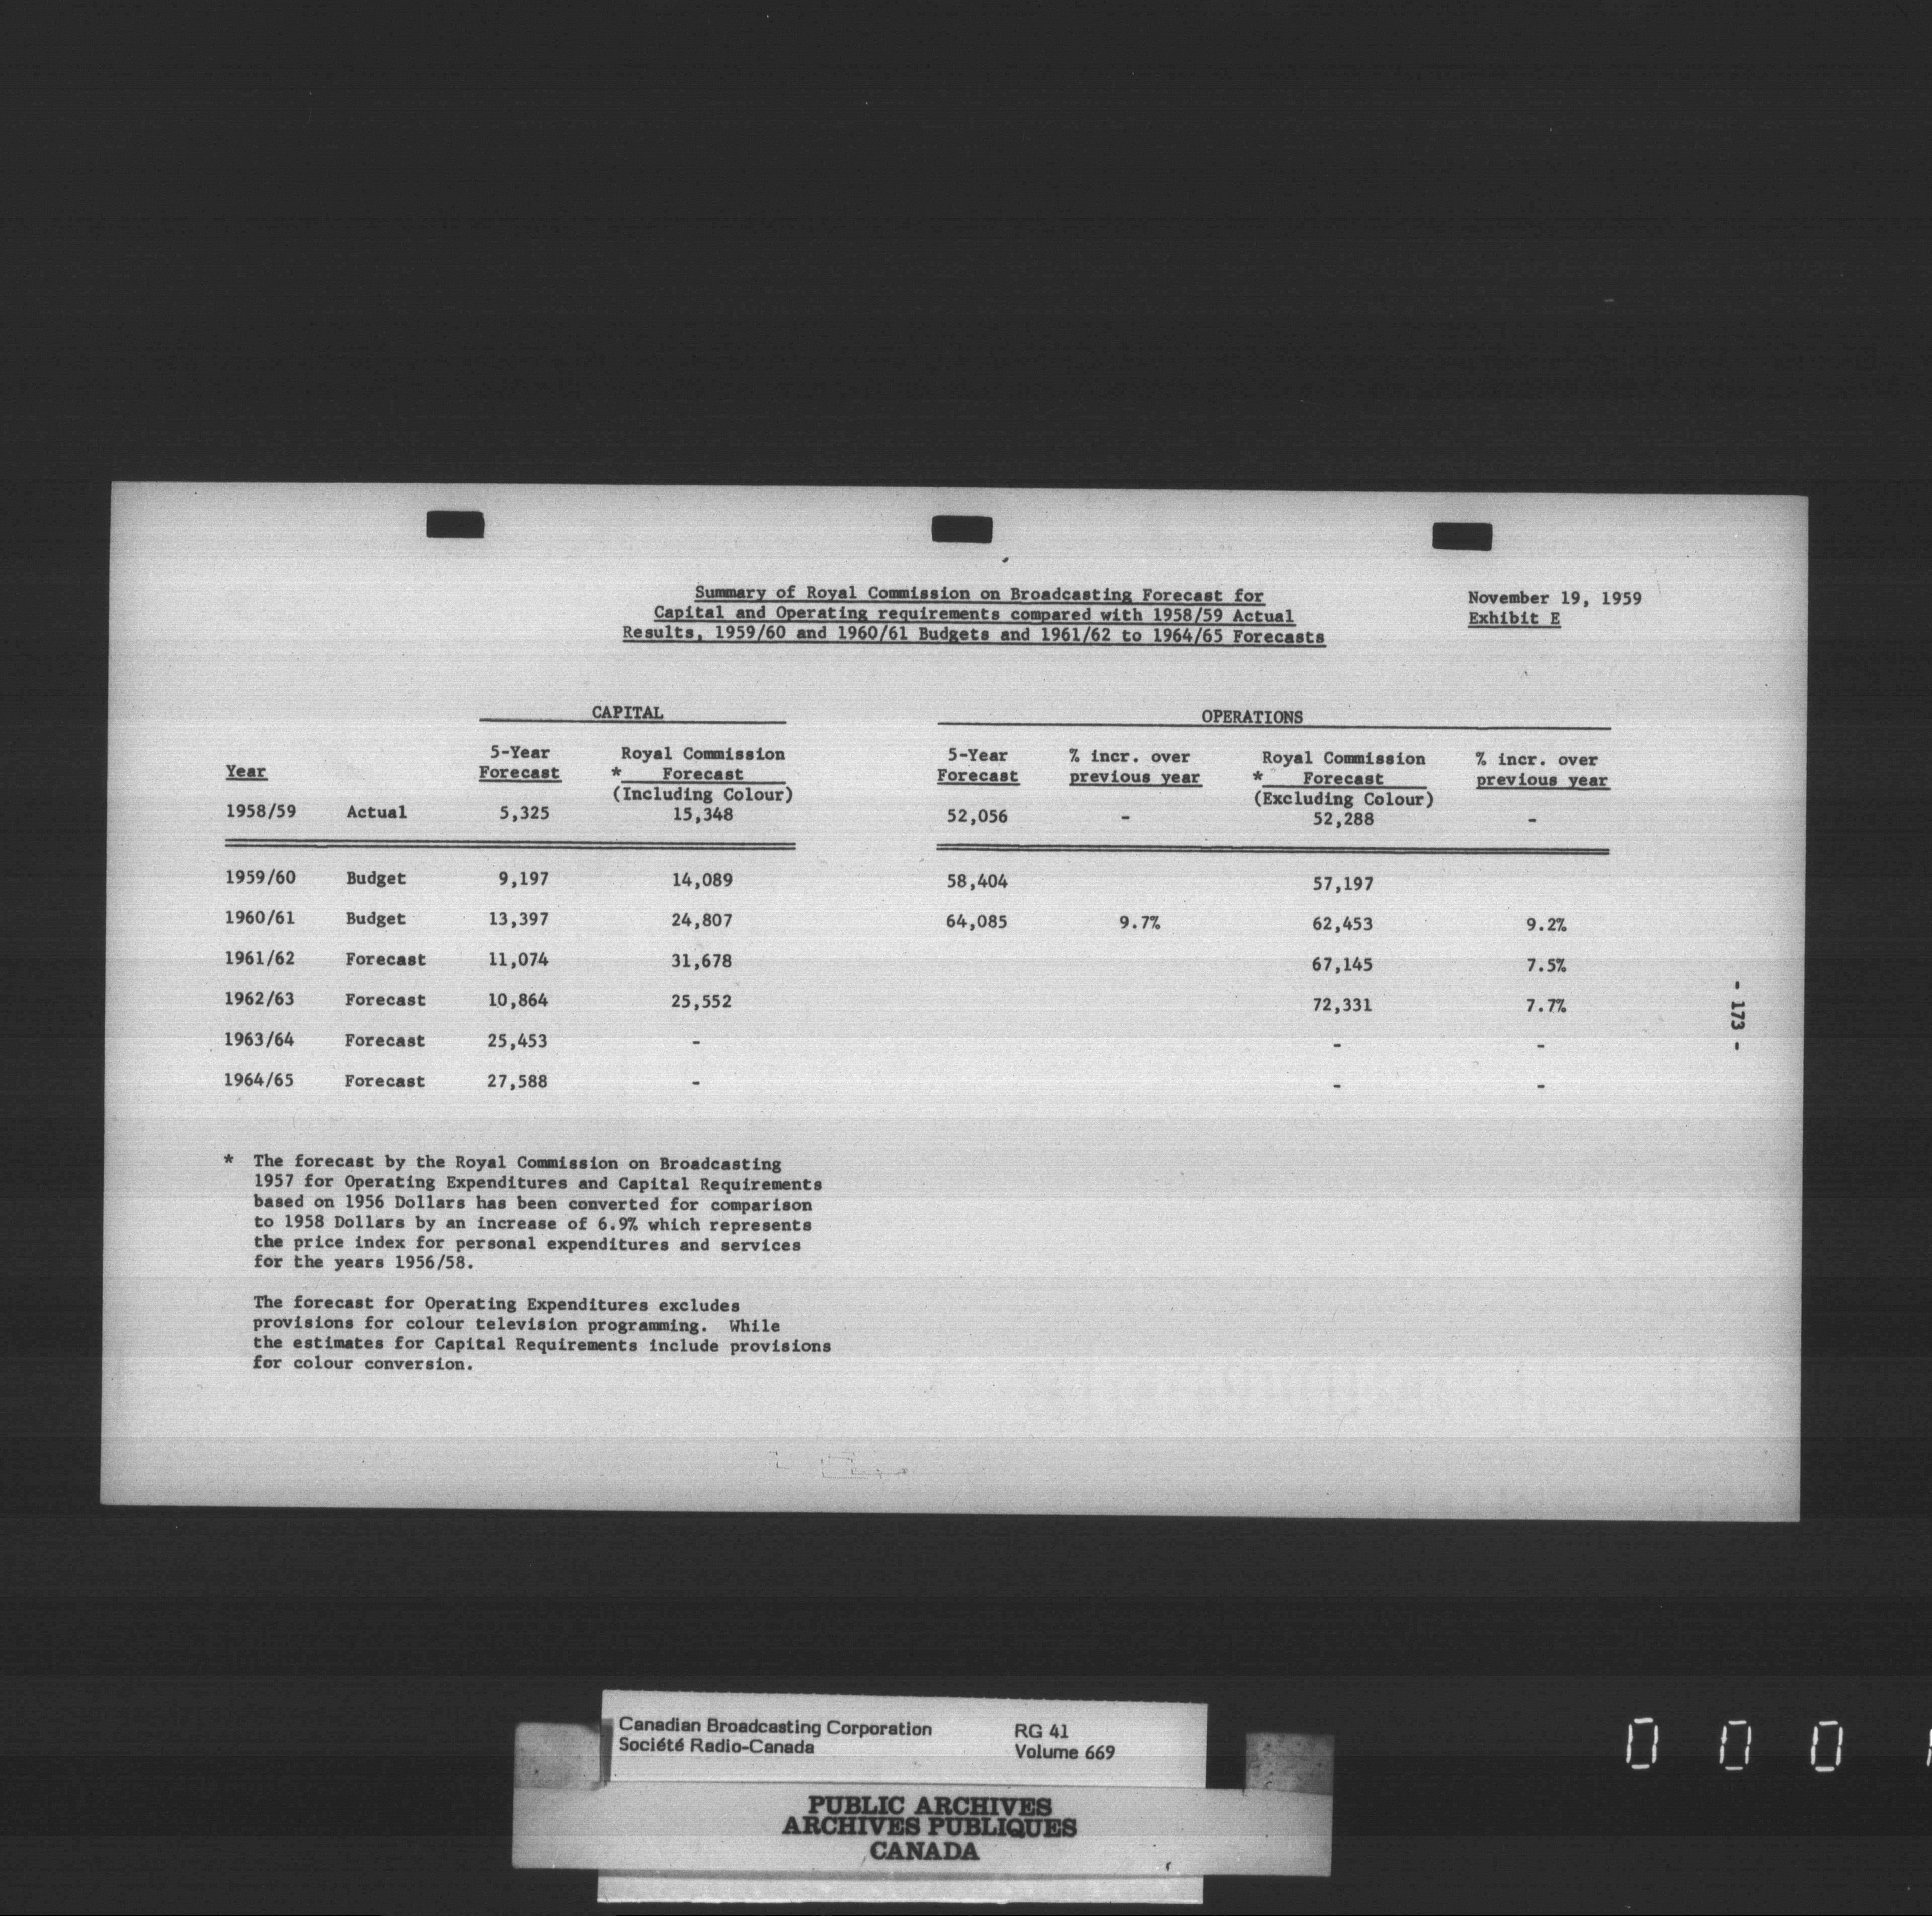 Summary of Royal Commission on Broadcasting Forecast for
Capital and Operating requirements compared with 1958/59 Actual
Results, 1959/60 and 1960/61 Budgets and 1961/62 to 1964/65 Forecasts
November 19, 1959
Exhibit E
CAPITAL OPERATIONS
5-Year Royal Commission 5-Year % incr. over Royal Commission % incr. over
Year Forecast * Forecast Forecast previous year * Forecast previous year
(Including Colour) (Excluding Colour)
1958/59 Actual 5,325 15,348 52,056 - 52,288 -
1959/60 Budget 9,197 14,089 58,404 57,197
1960/61 Budget 13,397 24,807 64,085 9.7% 62,453 9.2%
1961/62 Forecast 11,074 31,678 67,145 7.5%
1962/63 Forecast 10,864 25,552 72,331 7.7%
1963/64 Forecast 25,453 - - -
1964/65 Forecast 27,588 - - -
- 173 -
* The forecast by the Royal Commission on Broadcasting
1957 for Operating Expenditures and Capital Requirements
based on 1956 Dollars has been converted for comparison
to 1958 Dollars by an increase of 6.9% which represents
the price index for personal expenditures and services
for the years 1956/58.
The forecast for Operating Expenditures excludes
provisions for colour television programming. While
the estimates for Capital Requirements include provisions
for colour conversion.
Canadian Broadcasting Corporation RG 41
Société Radio-Canada Volume 669
PUBLIC ARCHIVES
ARCHIVES PUBLIQUES
CANADA
0 0 0